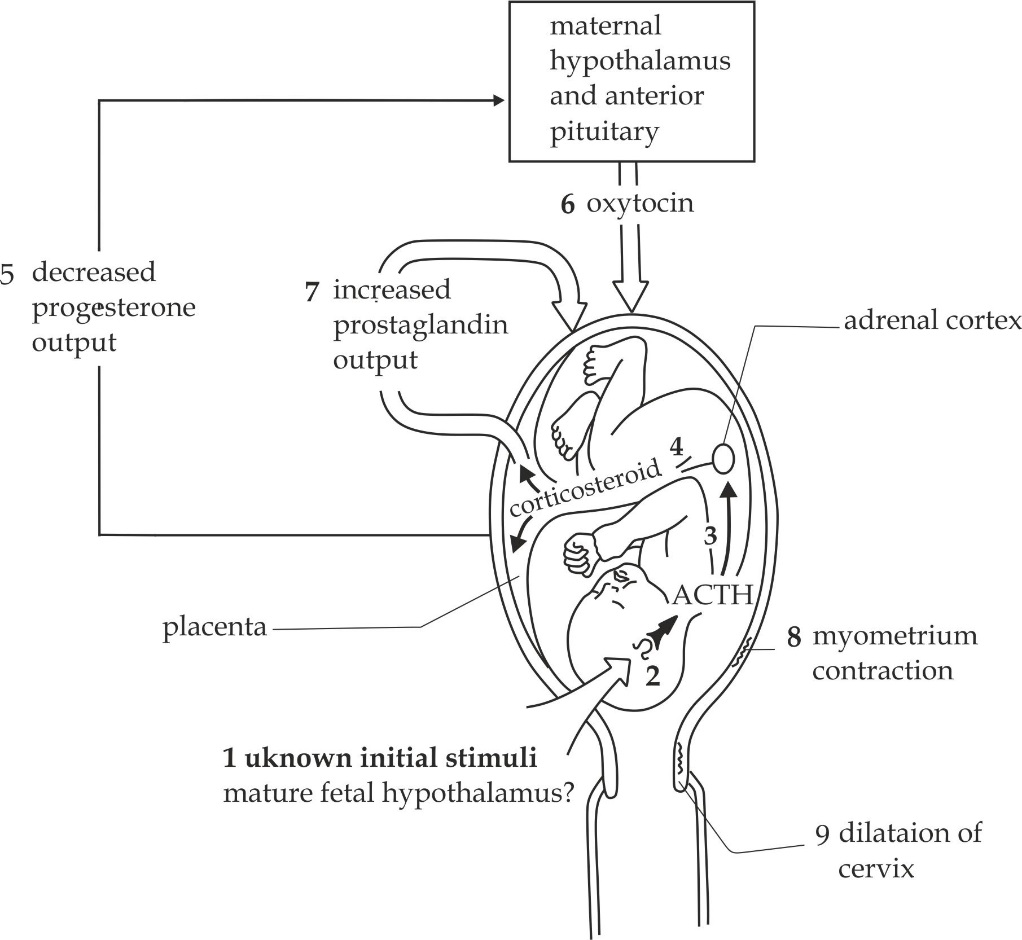 maternal
hypothalamus
and anterior
pituitary
6 oxytocin
5 decreased
progesterone
output
7 increased
prostaglandin
output
adrenal cortex
4
corticosteroid
3
ACTH
placenta
?
2
8 myometrium
contraction
1 uknown initial stimuli
mature fetal hypothalamus?
9 dilataion of
cervix